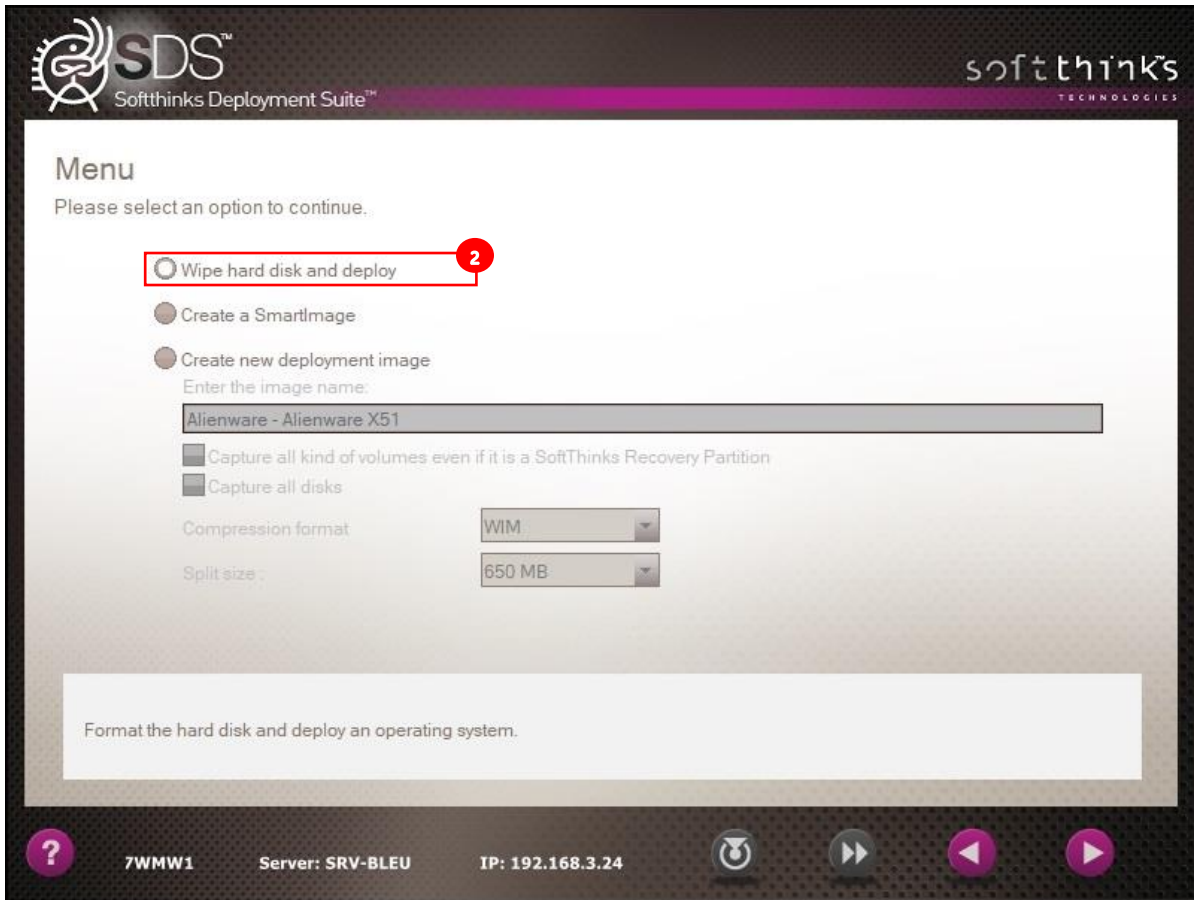 SDS™
Softthinks Deployment Suite™
softthinks
TECHNOLOGIES
Menu
Please select an option to continue.
Wipe hard disk and deploy
2
Create a SmartImage
Create new deployment image
Enter the image name:
Alienware - Alienware X51
Capture all kind of volumes even if it is a SoftThinks Recovery Partition
Capture all disks
Compression format WIM
Split size : 650 MB
Format the hard disk and deploy an operating system.
? 7WMW1 Server: SRV-BLEU IP: 192.168.3.24